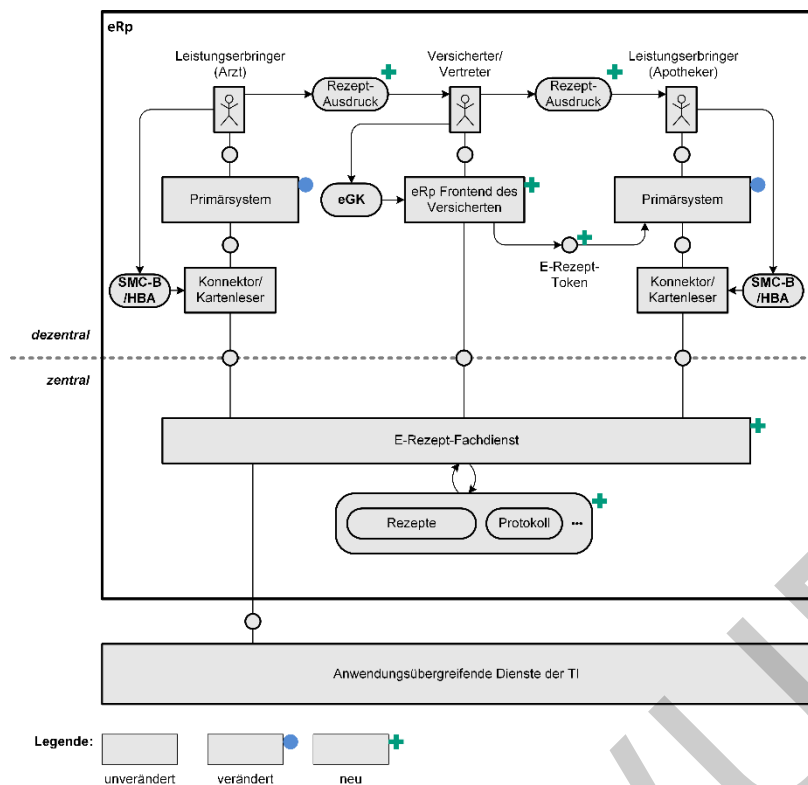 eRp
Leistungserbringer
(Arzt)
Versicherter/
Vertreter
Leistungserbringer
(Apotheker)
Rezept-
Ausdruck
Rezept-
Ausdruck
Primärsystem
eGK
eRp Frontend des
Versicherten
Primärsystem
E-Rezept-
Token
SMC-B
/HBA
Konnektor/
Kartenleser
Konnektor/
Kartenleser
SMC-B
/HBA
dezentral
zentral
E-Rezept-Fachdienst
Rezepte
Protokoll
...
Anwendungsübergreifende Dienste der TI
Legende:
unverändert
verändert
neu